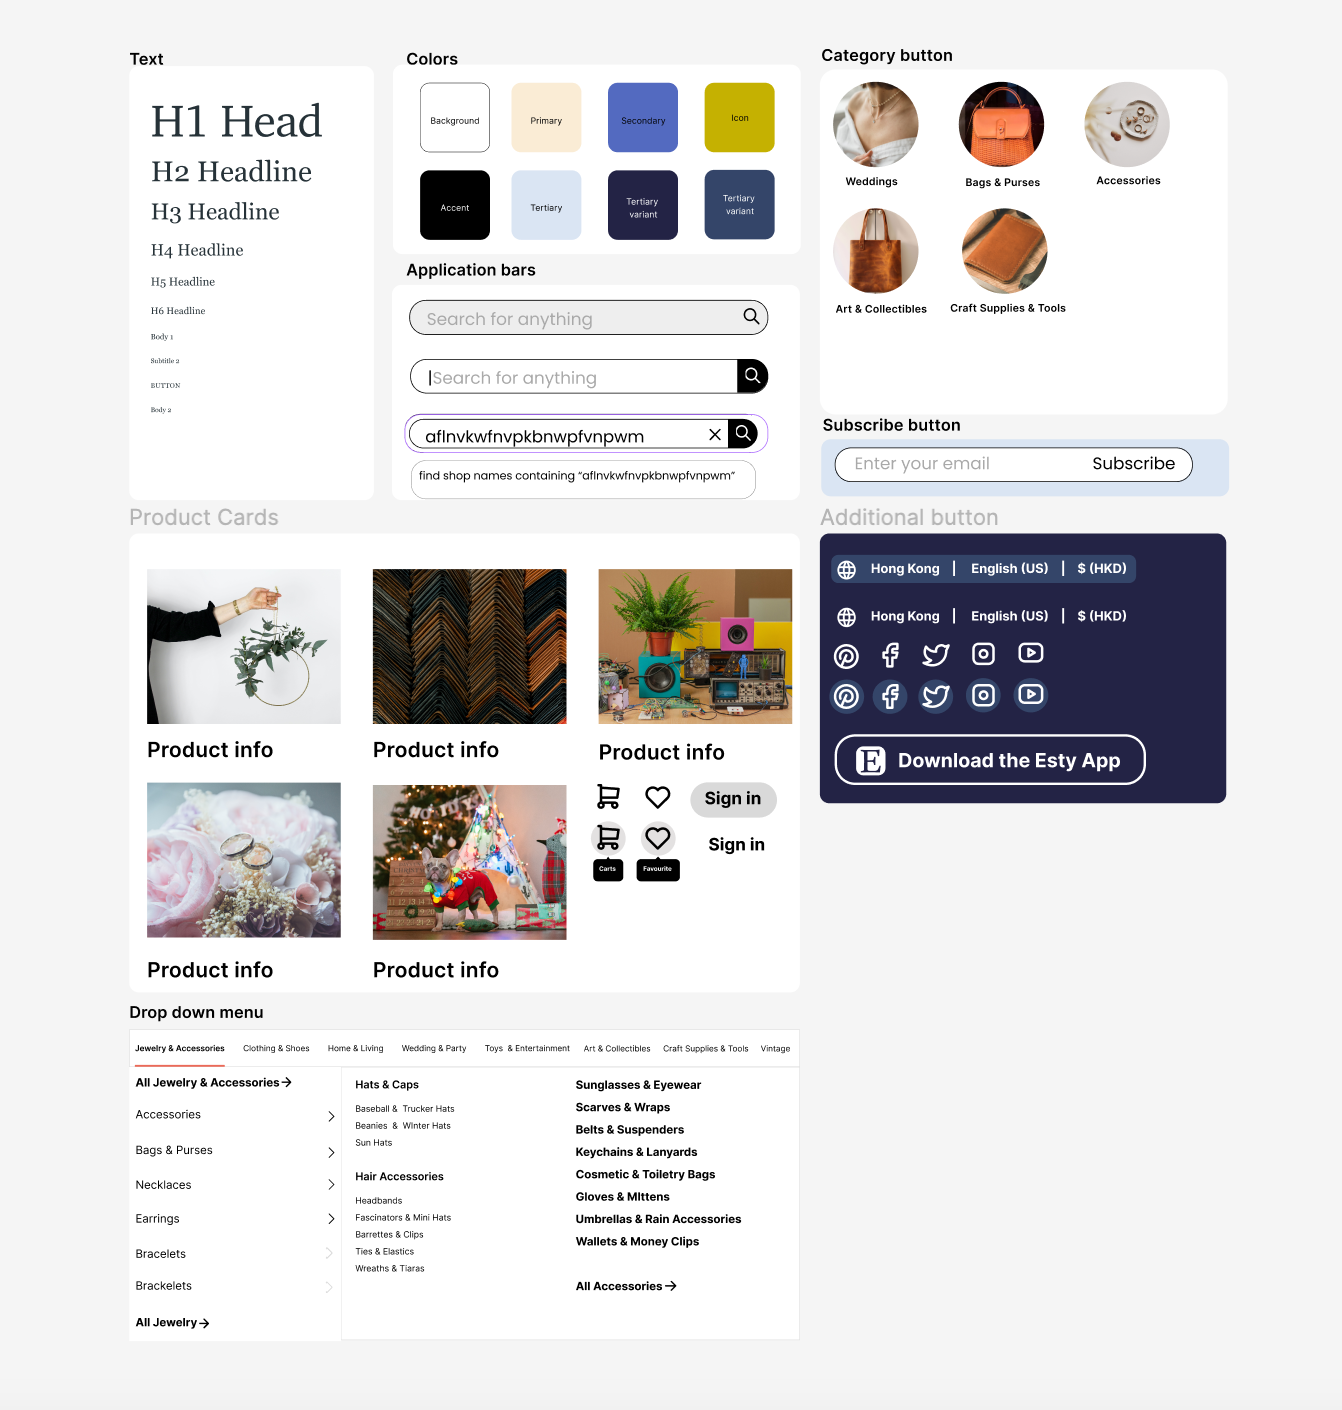 Text
H1 Head
H2 Headline
H3 Headline
H4 Headline
H5 Headline
H6 Headline
Body 1
Subtitle 2
BUTTON
Body 2
Colors
Background
Primary
Secondary
Icon
Accent
Tertiary
Tertiary
variant
Tertiary
variant
Application bars
Search for anything
Search for anything
aflnvkwfnvpkbnwpfvnpwm
find shop names containing “aflnvkwfnvpkbnwpfvnpwm”
Category button
Weddings
Bags & Purses
Accessories
Art & Collectibles
Craft Supplies & Tools
Subscribe button
Enter your email
Subscribe
Product Cards
Product info
Product info
Product info
Product info
Product info
Sign in
Sign in
Carts
Favourite
Additional button
Hong Kong | English (US) | $ (HKD)
Hong Kong | English (US) | $ (HKD)
E Download the Esty App
Drop down menu
Jewelry & Accessories
Clothing & Shoes
Home & Living
Wedding & Party
Toys & Entertainment
Art & Collectibles
Craft Supplies & Tools
Vintage
All Jewelry & Accessories
Accessories
Bags & Purses
Necklaces
Earrings
Bracelets
Brackelets
All Jewelry
Hats & Caps
Baseball & Trucker Hats
Beanies & WInter Hats
Sun Hats
Hair Accessories
Headbands
Fascinators & Mini Hats
Barrettes & Clips
Ties & Elastics
Wreaths & Tiaras
Sunglasses & Eyewear
Scarves & Wraps
Belts & Suspenders
Keychains & Lanyards
Cosmetic & Toiletry Bags
Gloves & MIttens
Umbrellas & Rain Accessories
Wallets & Money Clips
All Accessories